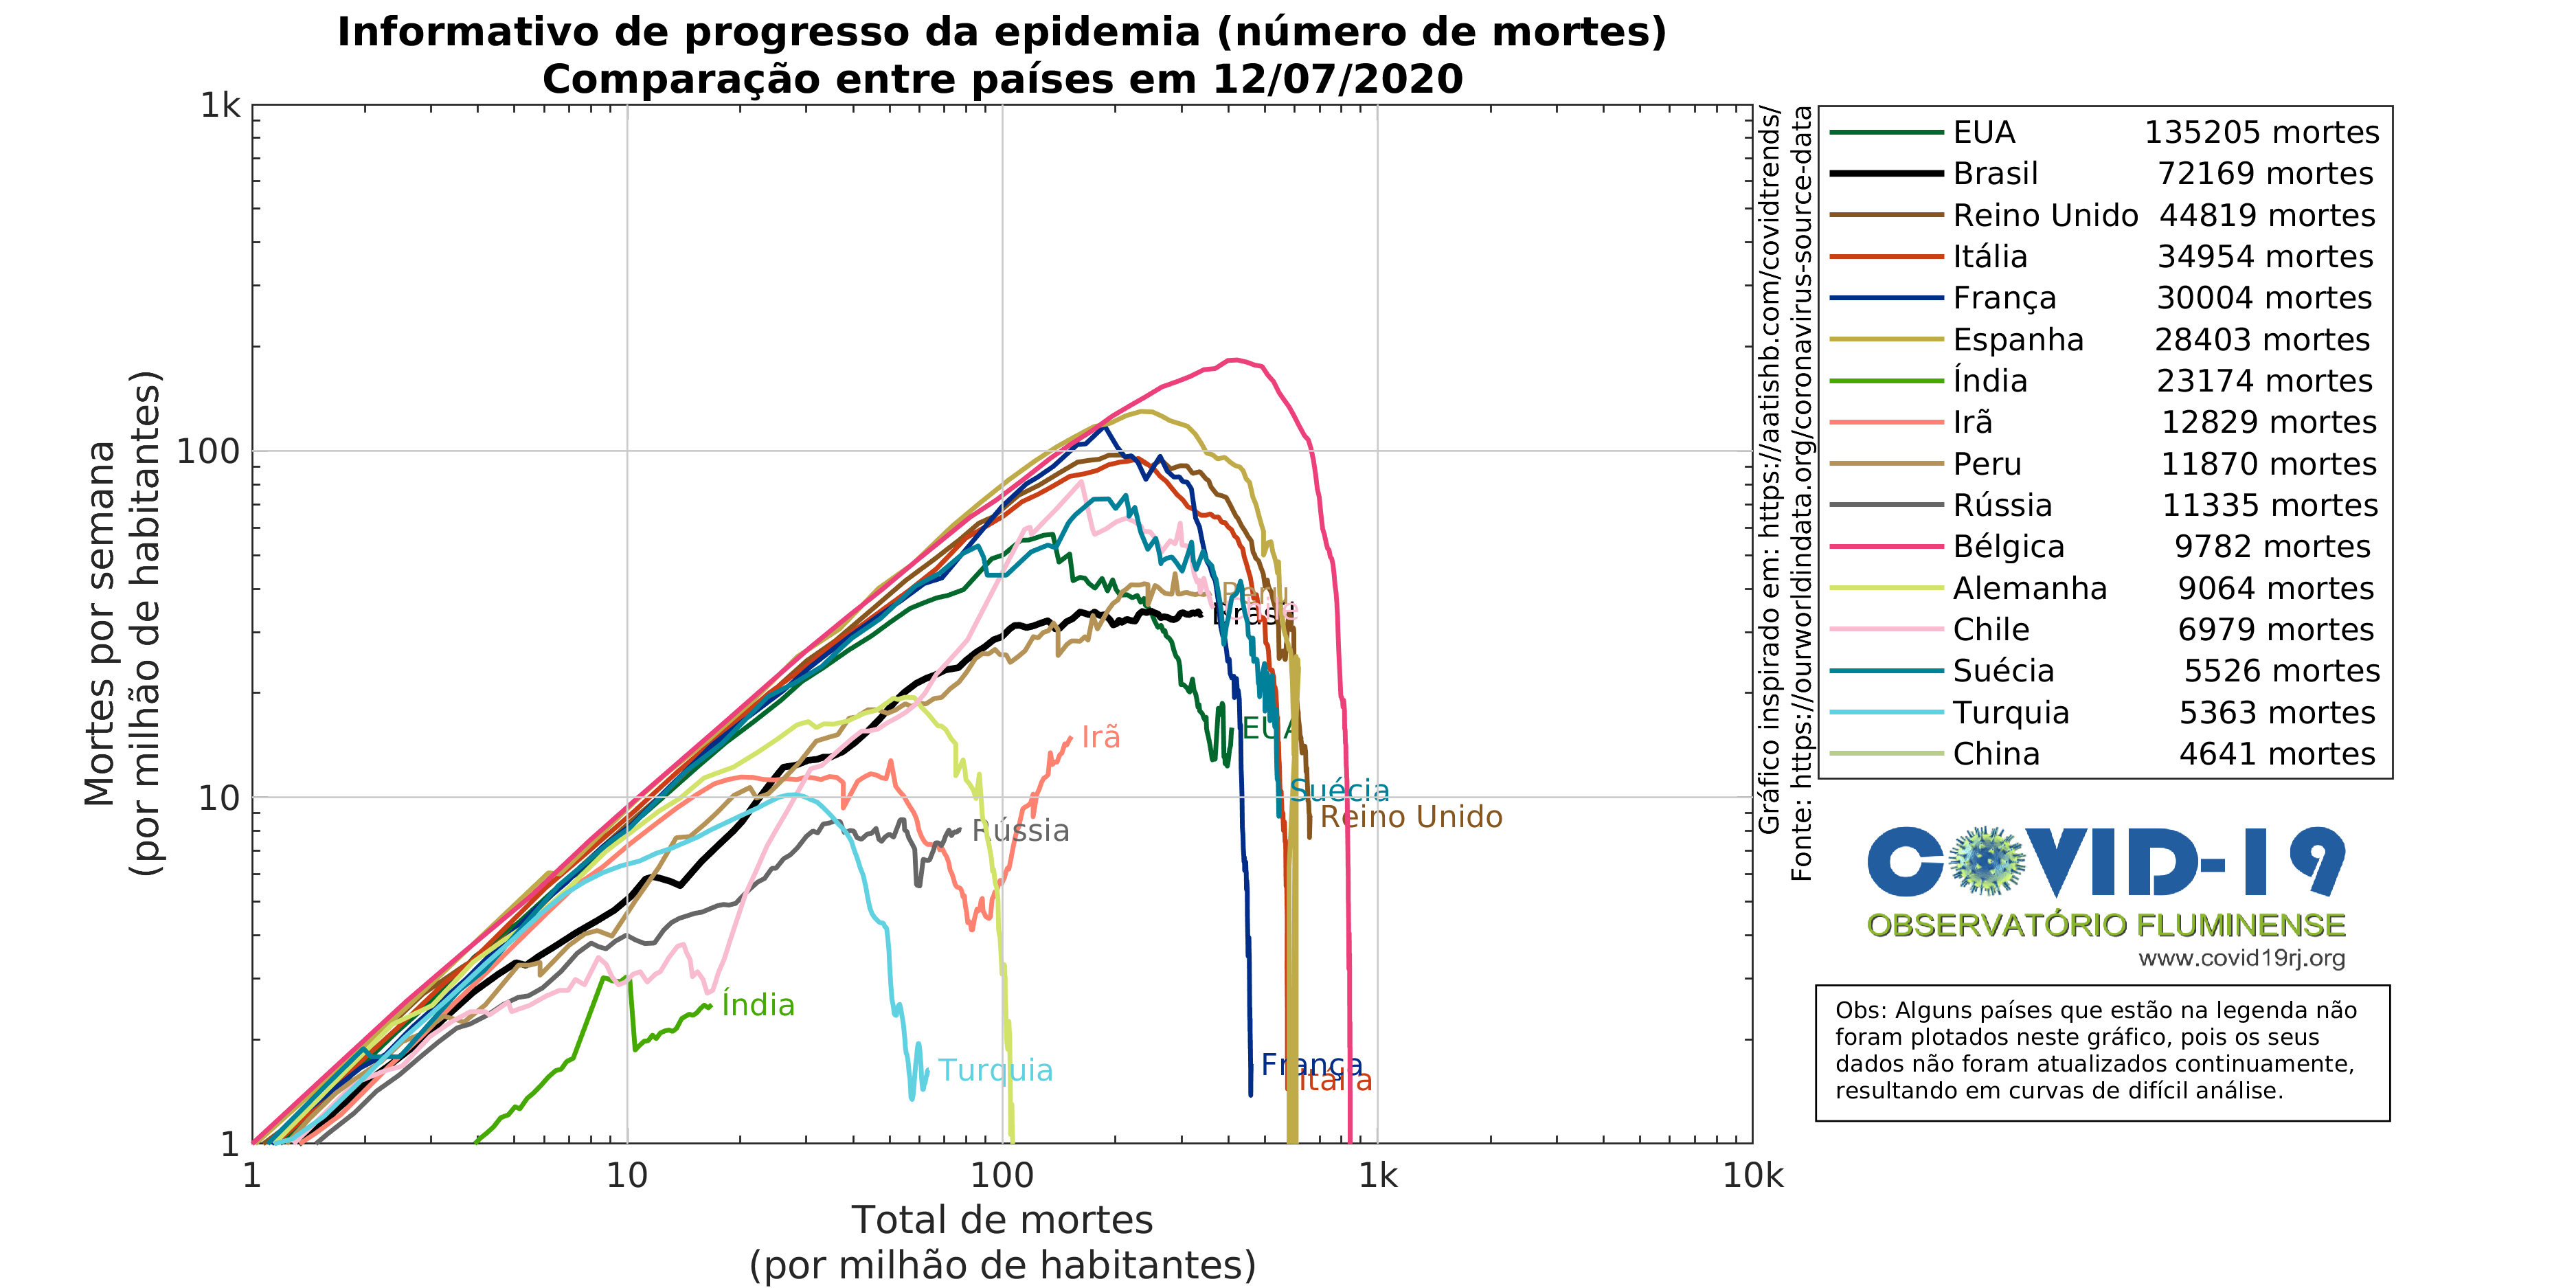 Informativo de progresso da epidemia (número de mortes)
Comparação entre países em 12/07/2020
1k
100
10
1
Mortes por semana
(por milhão de habitantes)
1
10
100
1k
10k
Total de mortes
(por milhão de habitantes)
Peru
Chile
Brasil
EUA
Irã
Suécia
Reino Unido
Rússia
Índia
Turquia
França
Itália
Gráfico inspirado em: https://aatishb.com/covidtrends/
Fonte: https://ourworldindata.org/coronavirus-source-data
EUA 135205 mortes
Brasil 72169 mortes
Reino Unido 44819 mortes
Itália 34954 mortes
França 30004 mortes
Espanha 28403 mortes
Índia 23174 mortes
Irã 12829 mortes
Peru 11870 mortes
Rússia 11335 mortes
Bélgica 9782 mortes
Alemanha 9064 mortes
Chile 6979 mortes
Suécia 5526 mortes
Turquia 5363 mortes
China 4641 mortes
COVID-19
OBSERVATÓRIO FLUMINENSE
www.covid19rj.org
Obs: Alguns países que estão na legenda não
foram plotados neste gráfico, pois os seus
dados não foram atualizados continuamente,
resultando em curvas de difícil análise.